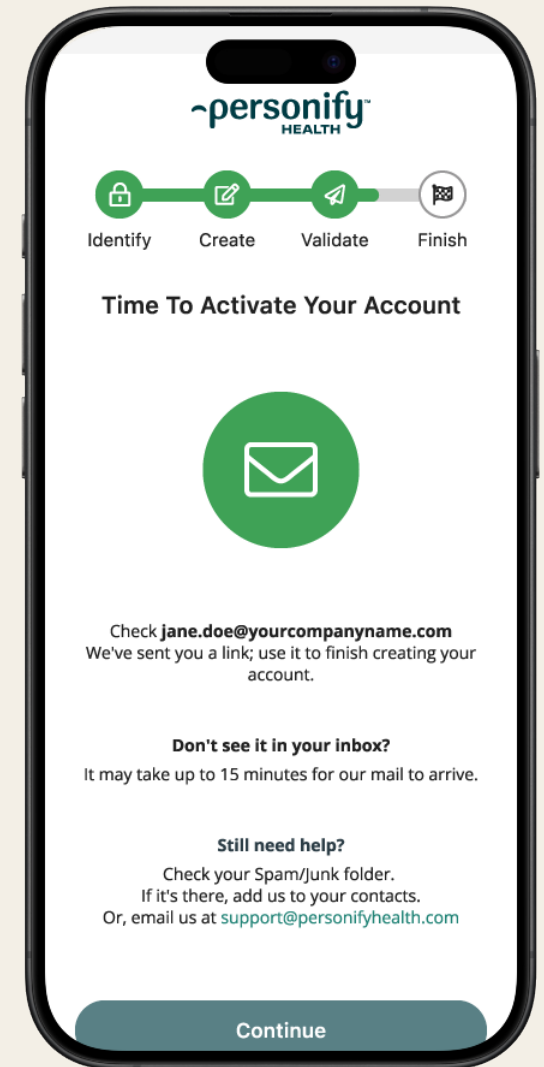 personify™
HEALTH
Identify Create Validate Finish
Time To Activate Your Account
Check jane.doe@yourcompanyname.com
We've sent you a link; use it to finish creating your
account.
Don't see it in your inbox?
It may take up to 15 minutes for our mail to arrive.
Still need help?
Check your Spam/Junk folder.
If it's there, add us to your contacts.
Or, email us at support@personifyhealth.com
Continue